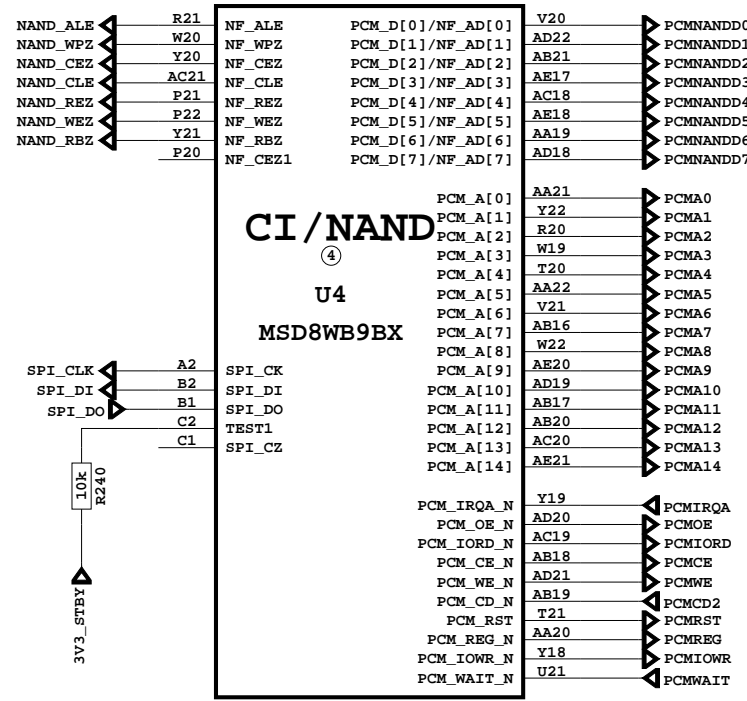 NAND_ALE R21 NF_ALE PCM_D[0]/NF_AD[0] V20 PCMNANDD0
NAND_WPZ W20 NF_WPZ PCM_D[1]/NF_AD[1] AD22 PCMNANDD1
NAND_CEZ Y20 NF_CEZ PCM_D[2]/NF_AD[2] AB21 PCMNANDD2
NAND_CLE AC21 NF_CLE PCM_D[3]/NF_AD[3] AE17 PCMNANDD3
NAND_REZ P21 NF_REZ PCM_D[4]/NF_AD[4] AC18 PCMNANDD4
NAND_WEZ P22 NF_WEZ PCM_D[5]/NF_AD[5] AE18 PCMNANDD5
NAND_RBZ Y21 NF_RBZ PCM_D[6]/NF_AD[6] AA19 PCMNANDD6
P20 NF_CEZ1 PCM_D[7]/NF_AD[7] AD18 PCMNANDD7
PCM_A[0] AA21 PCMA0
PCM_A[1] Y22 PCMA1
CI/NAND PCM_A[2] R20 PCMA2
4 PCM_A[3] W19 PCMA3
PCM_A[4] T20 PCMA4
U4 PCM_A[5] AA22 PCMA5
PCM_A[6] V21 PCMA6
MSD8WB9BX PCM_A[7] AB16 PCMA7
PCM_A[8] W22 PCMA8
SPI_CLK A2 SPI_CK PCM_A[9] AE20 PCMA9
SPI_DI B2 SPI_DI PCM_A[10] AD19 PCMA10
SPI_DO B1 SPI_DO PCM_A[11] AB17 PCMA11
C2 TEST1 PCM_A[12] AB20 PCMA12
C1 SPI_CZ PCM_A[13] AC20 PCMA13
PCM_A[14] AE21 PCMA14
10k R240
PCM_IRQA_N Y19 PCMIRQA
PCM_OE_N AD20 PCMOE
PCM_IORD_N AC19 PCMIORD
PCM_CE_N AB18 PCMCE
PCM_WE_N AD21 PCMWE
PCM_CD_N AB19 PCMCD2
PCM_RST T21 PCMRST
PCM_REG_N AA20 PCMREG
PCM_IOWR_N Y18 PCMIOWR
PCM_WAIT_N U21 PCMWAIT
3V3_STBY